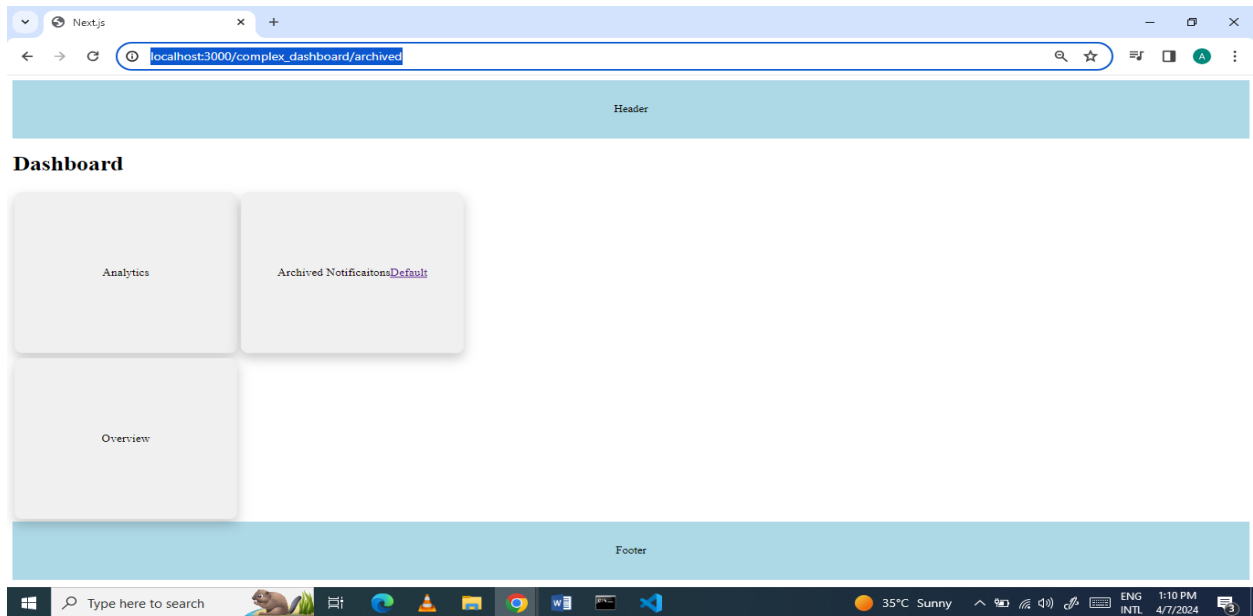 Next.js
localhost:3000/complex_dashboard/archived
A
Header
Dashboard
Analytics
Archived NotificaitonsDefault
Overview
Footer
Type here to search
35°C Sunny
ENG
INTL
1:10 PM
4/7/2024
3